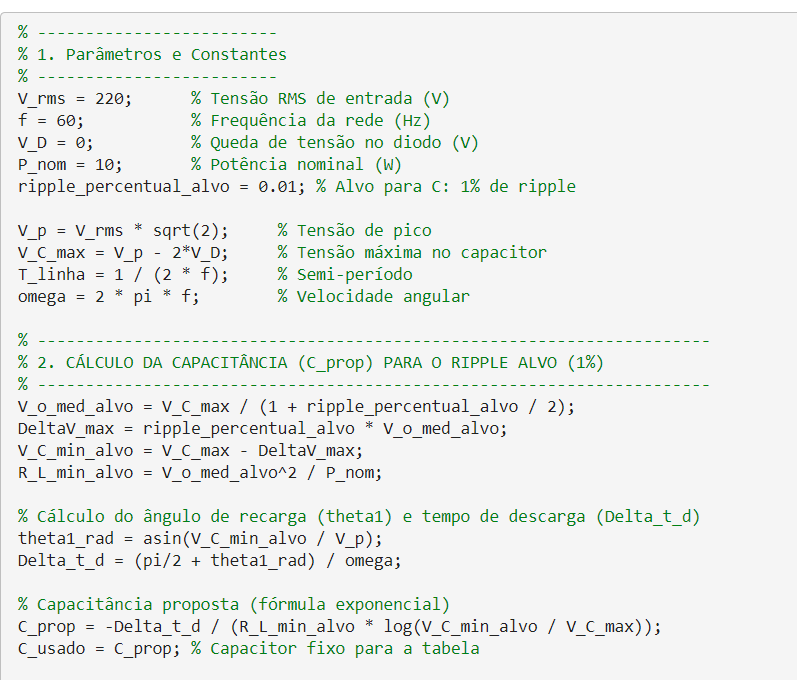 % -------------------------
% 1. Parâmetros e Constantes
% -------------------------
V_rms = 220;      % Tensão RMS de entrada (V)
f = 60;           % Frequência da rede (Hz)
V_D = 0;          % Queda de tensão no diodo (V)
P_nom = 10;       % Potência nominal (W)
ripple_percentual_alvo = 0.01; % Alvo para C: 1% de ripple

V_p = V_rms * sqrt(2);     % Tensão de pico
V_C_max = V_p - 2*V_D;     % Tensão máxima no capacitor
T_linha = 1 / (2 * f);     % Semi-período
omega = 2 * pi * f;        % Velocidade angular

% ----------------------------------------------------------------------
% 2. CÁLCULO DA CAPACITÂNCIA (C_prop) PARA O RIPPLE ALVO (1%)
% ----------------------------------------------------------------------
V_o_med_alvo = V_C_max / (1 + ripple_percentual_alvo / 2);
DeltaV_max = ripple_percentual_alvo * V_o_med_alvo;
V_C_min_alvo = V_C_max - DeltaV_max;
R_L_min_alvo = V_o_med_alvo^2 / P_nom;

% Cálculo do ângulo de recarga (theta1) e tempo de descarga (Delta_t_d)
theta1_rad = asin(V_C_min_alvo / V_p);
Delta_t_d = (pi/2 + theta1_rad) / omega;

% Capacitância proposta (fórmula exponencial)
C_prop = -Delta_t_d / (R_L_min_alvo * log(V_C_min_alvo / V_C_max));
C_usado = C_prop; % Capacitor fixo para a tabela